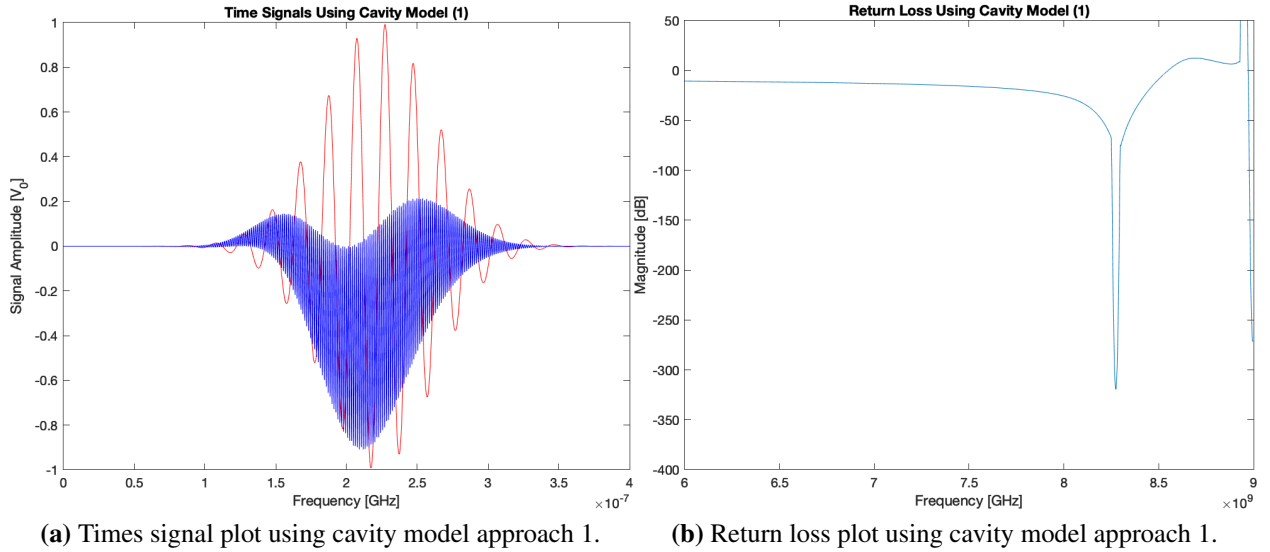 Time Signals Using Cavity Model (1)
1
0.8
0.6
0.4
0.2
0
-0.2
-0.4
-0.6
-0.8
-1
Signal Amplitude [V_0]
0 0.5 1 1.5 2 2.5 3 3.5 4
Frequency [GHz]
×10^-7
(a) Times signal plot using cavity model approach 1.
Return Loss Using Cavity Model (1)
50
0
-50
-100
-150
-200
-250
-300
-350
-400
Magnitude [dB]
6 6.5 7 7.5 8 8.5 9
Frequency [GHz]
×10^9
(b) Return loss plot using cavity model approach 1.